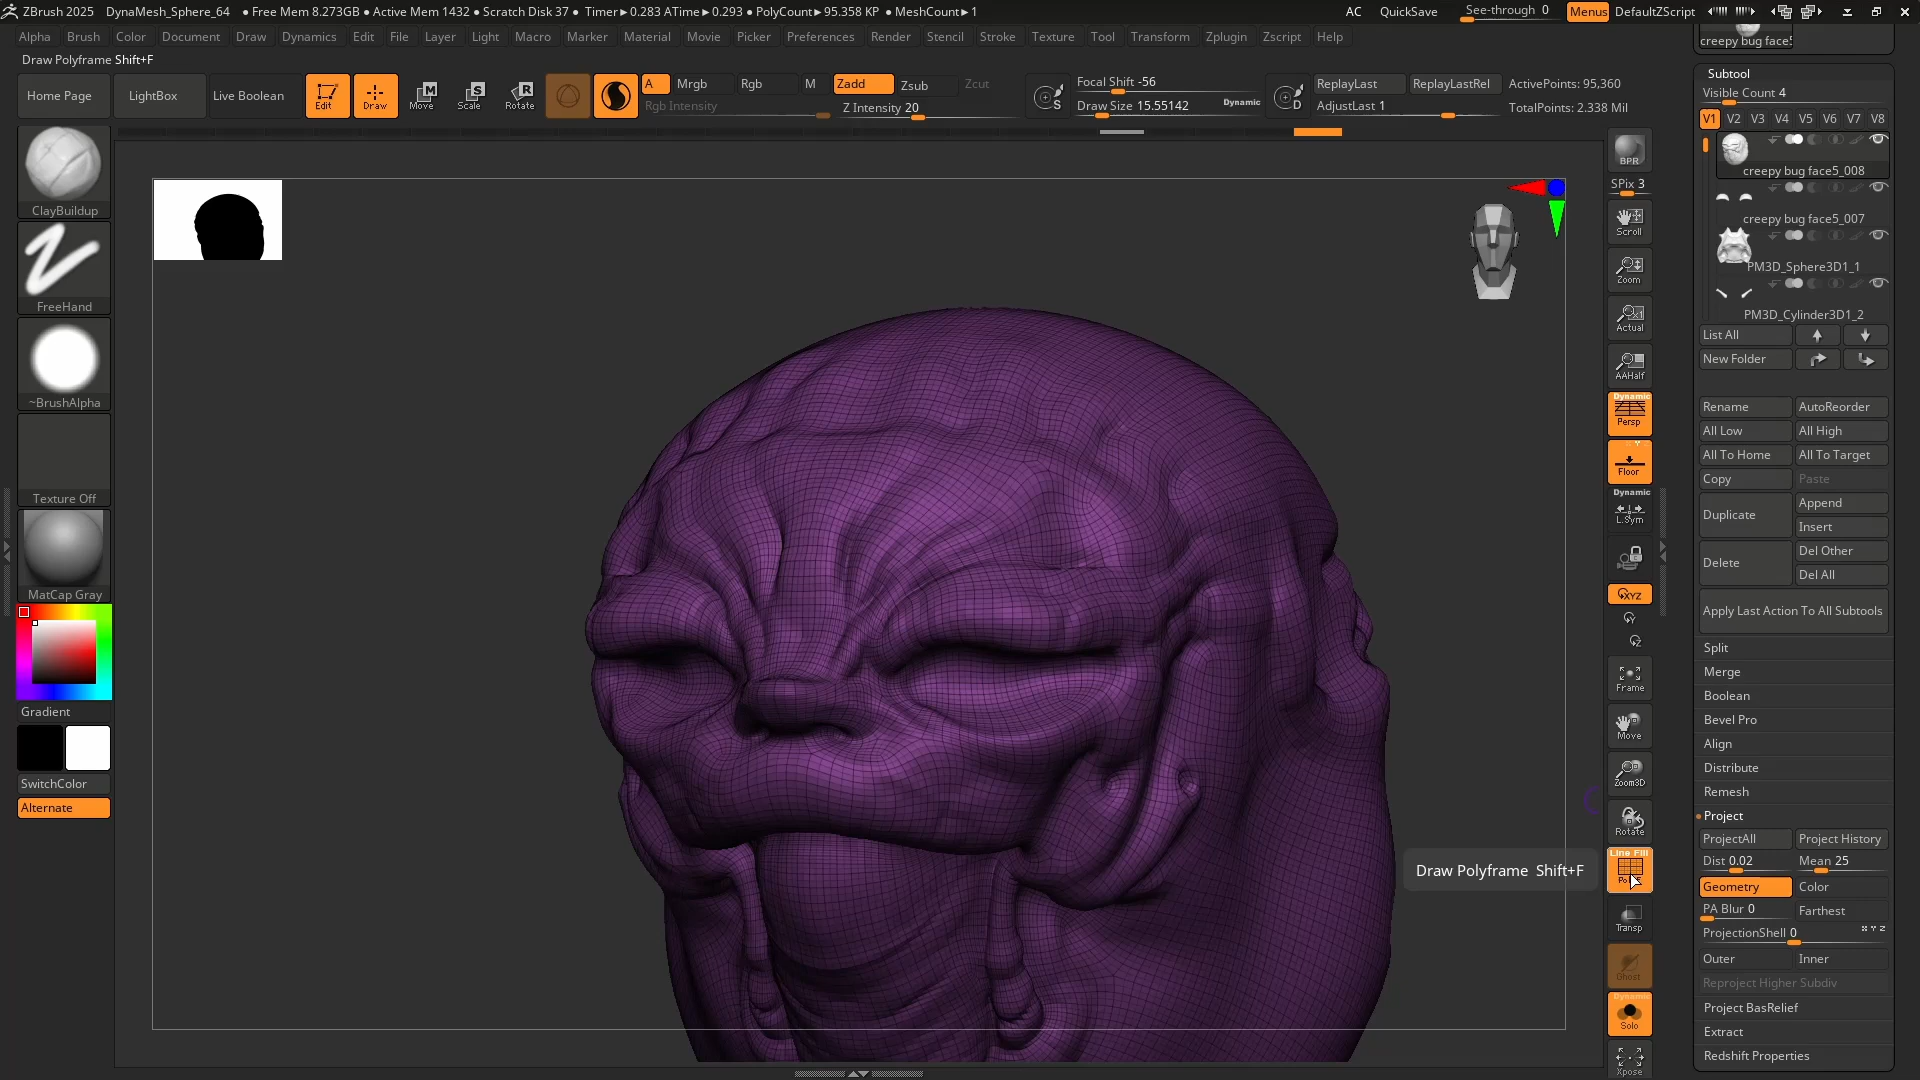 ZBrush 2025 DynaMesh_Sphere_64 ● Free Mem 8.273GB ● Active Mem 1432 ● Scratch Disk 37 ● Timer►0.283 ATime►0.293 ● PolyCount►95.358 KP ● MeshCount►1 AC QuickSave See-through 0 Menus DefaultZScript
Alpha Brush Color Document Draw Dynamics Edit File Layer Light Macro Marker Material Movie Picker Preferences Render Stencil Stroke Texture Tool Transform Zplugin Zscript Help
creepy bug face5
Draw Polyframe Shift+F
Home Page LightBox Live Boolean Edit Draw Move Scale Rotate
A Mrgb Rgb M Zadd Zsub Zcut
Rgb Intensity Z Intensity 20
Focal Shift -56
Draw Size 15.55142 Dynamic
ReplayLast ReplayLastRel ActivePoints: 95,360
AdjustLast 1 TotalPoints: 2.338 Mil
ClayBuildup
FreeHand
~BrushAlpha
Texture Off
MatCap Gray
Gradient
SwitchColor
Alternate
BPR
SPix 3
Scroll
Zoom
Actual
AAHalf
Dynamic
Persp
Floor
Dynamic
L.Sym
XYZ
Frame
Move
Zoom3D
Rotate
Line Fill
Draw Polyframe Shift+F
Transp
Ghost
Dynamic
Solo
Xpose
Subtool
Visible Count 4
V1 V2 V3 V4 V5 V6 V7 V8
creepy bug face5_008
creepy bug face5_007
PM3D_Sphere3D1_1
PM3D_Cylinder3D1_2
List All
New Folder
Rename AutoReorder
All Low All High
All To Home All To Target
Copy Paste
Duplicate Append
Insert
Delete Del Other
Del All
Apply Last Action To All Subtools
Split
Merge
Boolean
Bevel Pro
Align
Distribute
Remesh
Project
ProjectAll Project History
Dist 0.02 Mean 25
Geometry Color
PA Blur 0 Farthest
ProjectionShell 0 X Y Z
Outer Inner
Reproject Higher Subdiv
Project BasRelief
Extract
Redshift Properties